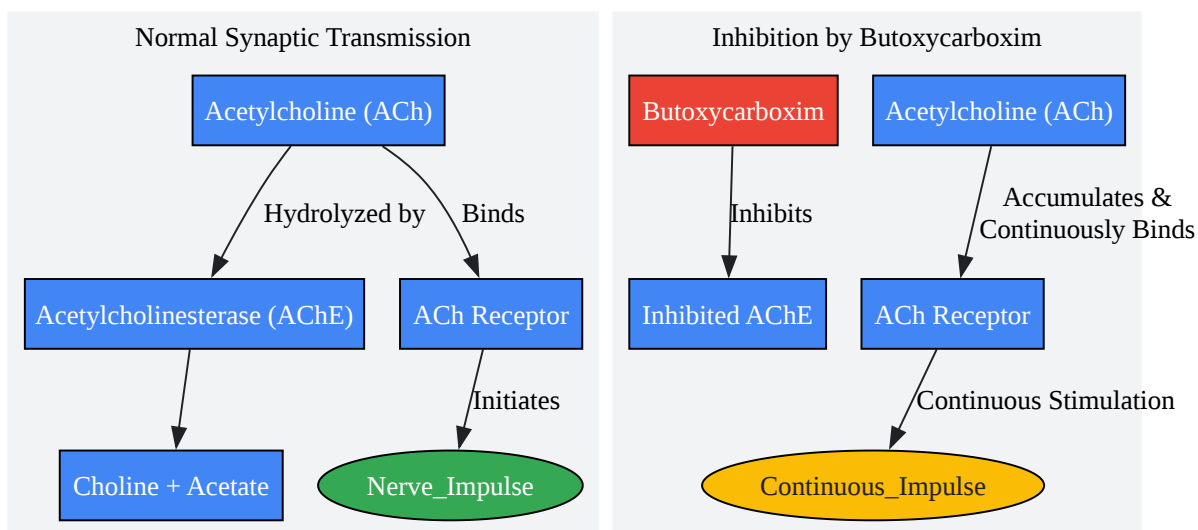 Normal Synaptic Transmission
Acetylcholine (ACh)
Hydrolyzed by
Binds
Acetylcholinesterase (AChE)
ACh Receptor
Initiates
Choline + Acetate
Nerve_Impulse
Inhibition by Butoxycarboxim
Butoxycarboxim
Acetylcholine (ACh)
Inhibits
Accumulates &
Continuously Binds
Inhibited AChE
ACh Receptor
Continuous Stimulation
Continuous_Impulse